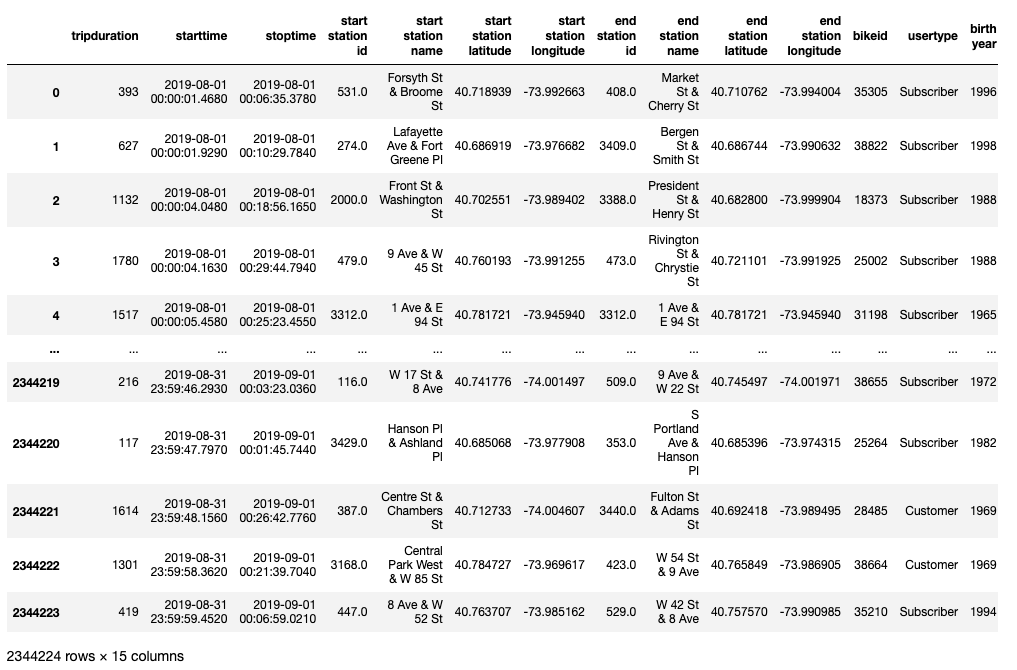 tripduration starttime stoptime start station id start station name start station latitude start station longitude end station id end station name end station latitude end station longitude bikeid usertype birth year
0 393 2019-08-01 00:00:01.4680 2019-08-01 00:06:35.3780 531.0 Forsyth St & Broome St 40.718939 -73.992663 408.0 Market St & Cherry St 40.710762 -73.994004 35305 Subscriber 1996
1 627 2019-08-01 00:00:01.9290 2019-08-01 00:10:29.7840 274.0 Lafayette Ave & Fort Greene Pl 40.686919 -73.976682 3409.0 Bergen St & Smith St 40.686744 -73.990632 38822 Subscriber 1998
2 1132 2019-08-01 00:00:04.0480 2019-08-01 00:18:56.1650 2000.0 Front St & Washington St 40.702551 -73.989402 3388.0 President St & Henry St 40.682800 -73.999904 18373 Subscriber 1988
3 1780 2019-08-01 00:00:04.1630 2019-08-01 00:29:44.7940 479.0 9 Ave & W 45 St 40.760193 -73.991255 473.0 Rivington St & Chrystie St 40.721101 -73.991925 25002 Subscriber 1988
4 1517 2019-08-01 00:00:05.4580 2019-08-01 00:25:23.4550 3312.0 1 Ave & E 94 St 40.781721 -73.945940 3312.0 1 Ave & E 94 St 40.781721 -73.945940 31198 Subscriber 1965
... ... ... ... ... ... ... ... ... ... ... ... ... ... ...
2344219 216 2019-08-31 23:59:46.2930 2019-09-01 00:03:23.0360 116.0 W 17 St & 8 Ave 40.741776 -74.001497 509.0 9 Ave & W 22 St 40.745497 -74.001971 38655 Subscriber 1972
2344220 117 2019-08-31 23:59:47.7970 2019-09-01 00:01:45.7440 3429.0 Hanson Pl & Ashland Pl 40.685068 -73.977908 353.0 S Portland Ave & Hanson Pl 40.685396 -73.974315 25264 Subscriber 1982
2344221 1614 2019-08-31 23:59:48.1560 2019-09-01 00:26:42.7760 387.0 Centre St & Chambers St 40.712733 -74.004607 3440.0 Fulton St & Adams St 40.692418 -73.989495 28485 Customer 1969
2344222 1301 2019-08-31 23:59:58.3620 2019-09-01 00:21:39.7040 3168.0 Central Park West & W 85 St 40.784727 -73.969617 423.0 W 54 St & 9 Ave 40.765849 -73.986905 38664 Customer 1969
2344223 419 2019-08-31 23:59:59.4520 2019-09-01 00:06:59.0210 447.0 8 Ave & W 52 St 40.763707 -73.985162 529.0 W 42 St & 8 Ave 40.757570 -73.990985 35210 Subscriber 1994
2344224 rows × 15 columns